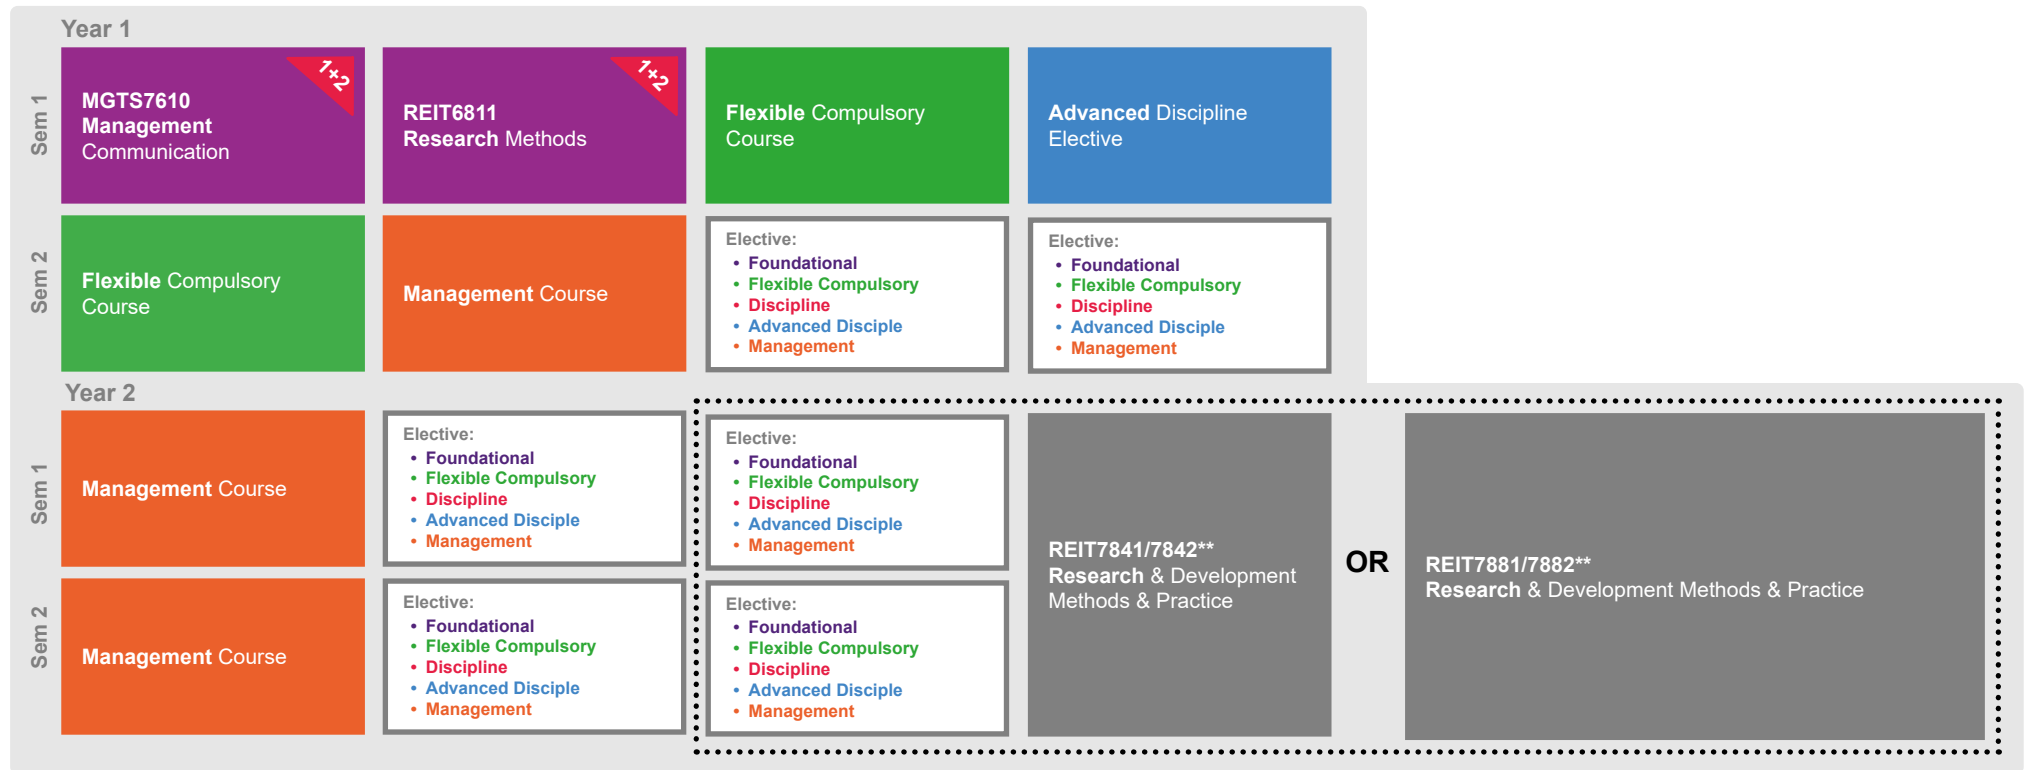 Year 1
Sem 1
MGTS7610
Management
Communication
1+2
REIT6811
Research Methods
1+2
Flexible Compulsory
Course
Advanced Discipline
Elective
Sem 2
Flexible Compulsory
Course
Management Course
Elective:
• Foundational
• Flexible Compulsory
• Discipline
• Advanced Disciple
• Management
Elective:
• Foundational
• Flexible Compulsory
• Discipline
• Advanced Disciple
• Management
Year 2
Sem 1
Management Course
Elective:
• Foundational
• Flexible Compulsory
• Discipline
• Advanced Disciple
• Management
Elective:
• Foundational
• Flexible Compulsory
• Discipline
• Advanced Disciple
• Management
REIT7841/7842**
Research & Development
Methods & Practice
OR
REIT7881/7882**
Research & Development Methods & Practice
Sem 2
Management Course
Elective:
• Foundational
• Flexible Compulsory
• Discipline
• Advanced Disciple
• Management
Elective:
• Foundational
• Flexible Compulsory
• Discipline
• Advanced Disciple
• Management